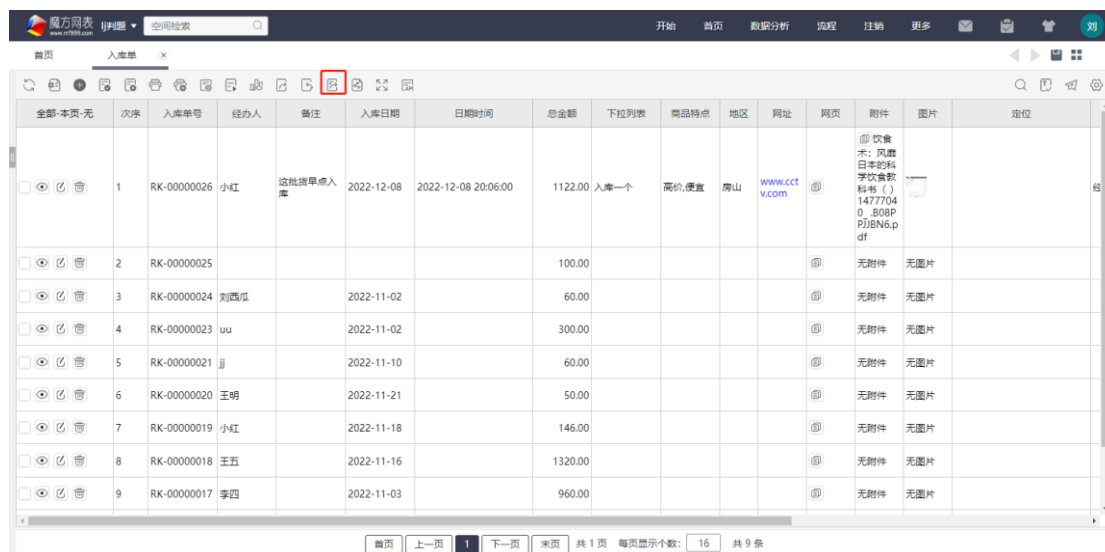 魔方网表 lj判题 ▼ 空间检索 开始 首页 数据分析 流程 注销 更多 刘
www.mf999.com
首页 入库单 ×
全部-本页-无 次序 入库单号 经办人 备注 入库日期 日期时间 总金额 下拉列表 商品特点 地区 网址 网页 附件 图片 定位
1 RK-00000026 小红 这批货早点入库 2022-12-08 2022-12-08 20:06:00 1122.00 入库一个 高价,便宜 房山 www.cctv.com
饮食
术：风靡
日本的科
学饮食教
科书（）
1477704
0_.B08P
PJJBN6.p
df
2 RK-00000025 100.00 无附件 无图片
3 RK-00000024 刘西瓜 2022-11-02 60.00 无附件 无图片
4 RK-00000023 uu 2022-11-02 300.00 无附件 无图片
5 RK-00000021 jj 2022-11-10 60.00 无附件 无图片
6 RK-00000020 王明 2022-11-21 50.00 无附件 无图片
7 RK-00000019 小红 2022-11-18 146.00 无附件 无图片
8 RK-00000018 王五 2022-11-16 1320.00 无附件 无图片
9 RK-00000017 李四 2022-11-03 960.00 无附件 无图片
首页 上一页 1 下一页 末页 共 1 页 每页显示个数: 16 共 9 条